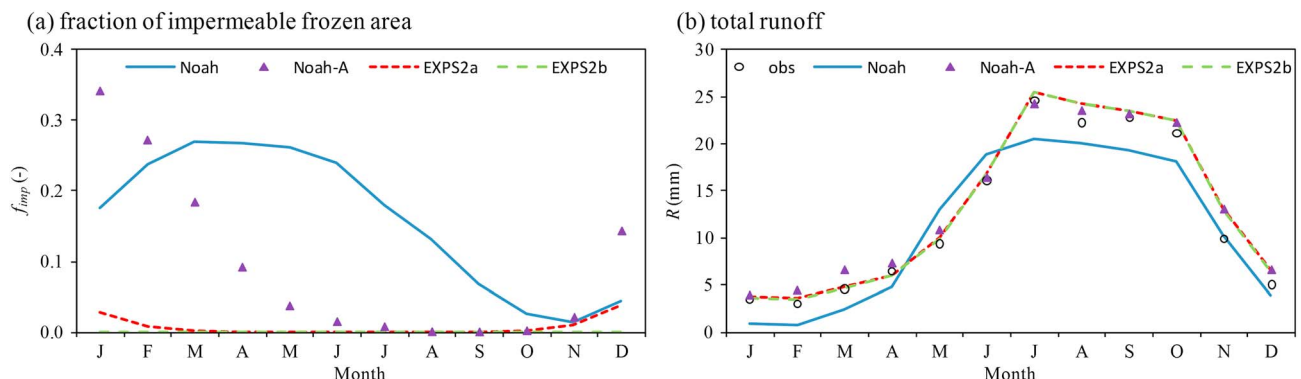 (a) fraction of impermeable frozen area
0.4
Noah
Noah-A
EXPS2a
EXPS2b
0.3
0.2
0.1
0.0
f_imp (-)
J F M A M J J A S O N D
Month
(b) total runoff
30
obs
Noah
Noah-A
EXPS2a
EXPS2b
25
20
15
10
5
0
R (mm)
J F M A M J J A S O N D
Month